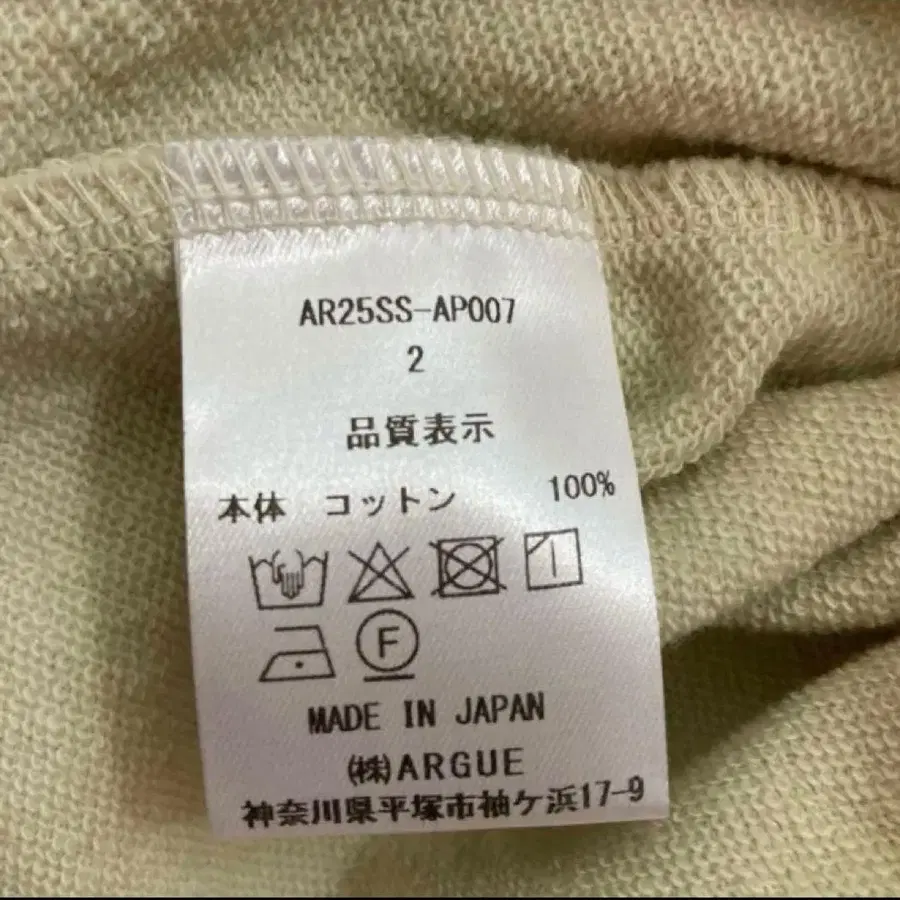 AR25SS-AP007
2
品質表示
本体 コットン 100%
F
MADE IN JAPAN
㈱ARGUE
神奈川県平塚市袖ケ浜17-9